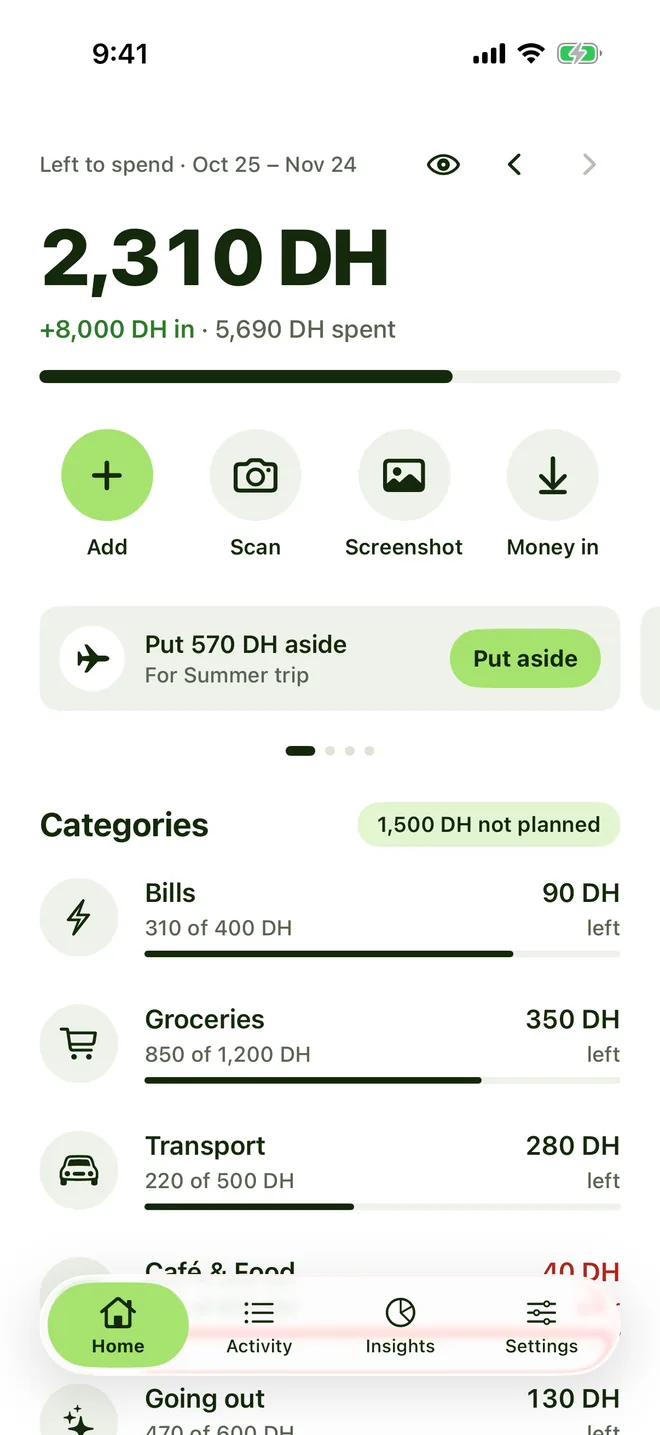 9:41
Left to spend · Oct 25 – Nov 24
2,310 DH
+8,000 DH in · 5,690 DH spent
Add
Scan
Screenshot
Money in
Put 570 DH aside
For Summer trip
Put aside
Categories
1,500 DH not planned
Bills
90 DH
310 of 400 DH
left
Groceries
350 DH
850 of 1,200 DH
left
Transport
280 DH
220 of 500 DH
left
Café & Food
40 DH
Home
Activity
Insights
Settings
Going out
130 DH
470 of 600 DH
left